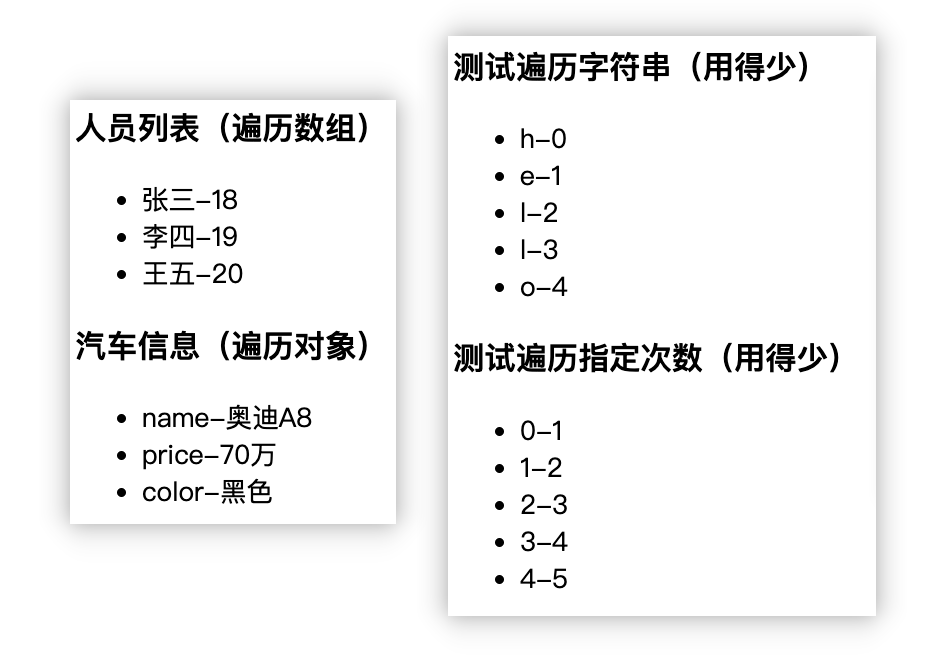 人员列表（遍历数组）
• 张三-18
• 李四-19
• 王五-20
汽车信息（遍历对象）
• name-奥迪A8
• price-70万
• color-黑色
测试遍历字符串（用得少）
• h-0
• e-1
• l-2
• l-3
• o-4
测试遍历指定次数（用得少）
• 0-1
• 1-2
• 2-3
• 3-4
• 4-5